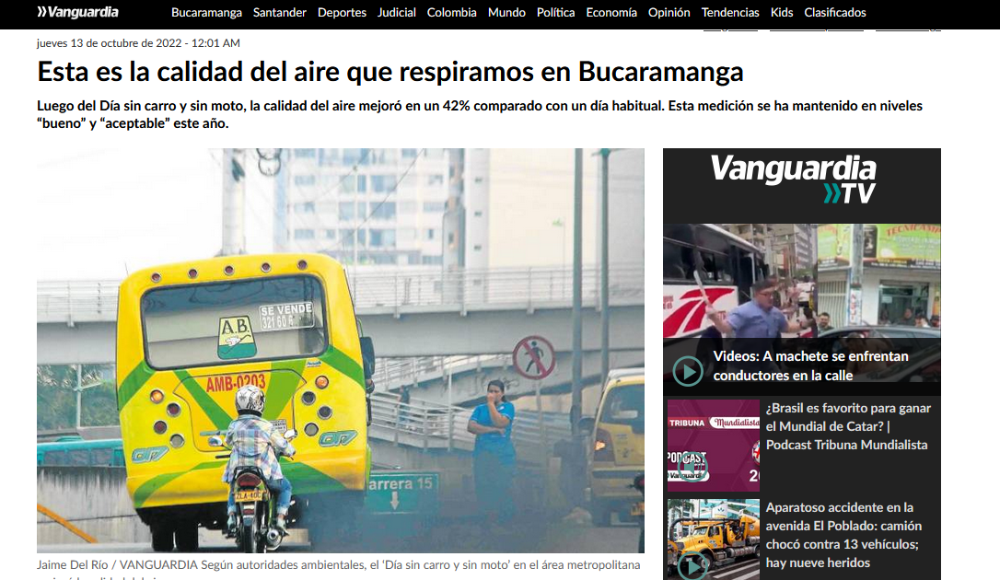 Vanguardia
Bucaramanga Santander Deportes Judicial Colombia Mundo Política Economía Opinión Tendencias Kids Clasificados
jueves 13 de octubre de 2022 - 12:01 AM
Esta es la calidad del aire que respiramos en Bucaramanga
Luego del Día sin carro y sin moto, la calidad del aire mejoró en un 42% comparado con un día habitual. Esta medición se ha mantenido en niveles
“bueno” y “aceptable” este año.
SE VENDE
A.B.
AMB-0203
arrera 15
Jaime Del Río / VANGUARDIA Según autoridades ambientales, el ‘Día sin carro y sin moto’ en el área metropolitana
Vanguardia
TV
Videos: A machete se enfrentan
conductores en la calle
TRIBUNA Mundialista
PODCAST
Vanguardia
¿Brasil es favorito para ganar
el Mundial de Catar? |
Podcast Tribuna Mundialista
Aparatoso accidente en la
avenida El Poblado: camión
chocó contra 13 vehículos;
hay nueve heridos